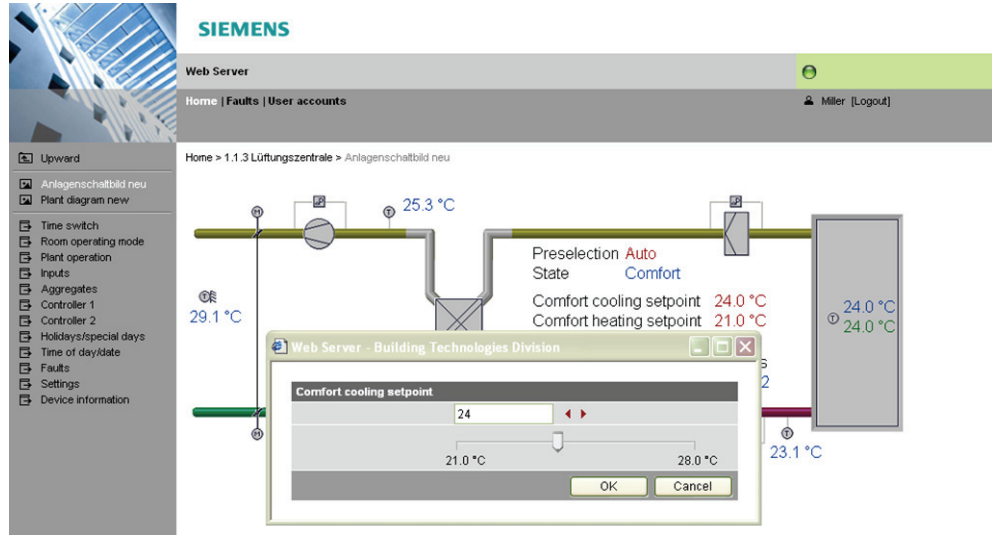 SIEMENS
Web Server
Home | Faults | User accounts
Miller [Logout]
Upward
Home > 1.1.3 Lüftungszentrale > Anlagenschaltbild neu
Anlagenschaltbild neu
Plant diagram new
Time switch
Room operating mode
Plant operation
Inputs
Aggregates
Controller 1
Controller 2
Holidays/special days
Time of day/date
Faults
Settings
Device information
M
T
25.3 °C
Preselection Auto
State Comfort
Comfort cooling setpoint 24.0 °C
Comfort heating setpoint 21.0 °C
29.1 °C
T
24.0 °C
24.0 °C
s
2
M
T
23.1 °C
Web Server - Building Technologies Division
Comfort cooling setpoint
24
21.0 °C 28.0 °C
OK Cancel